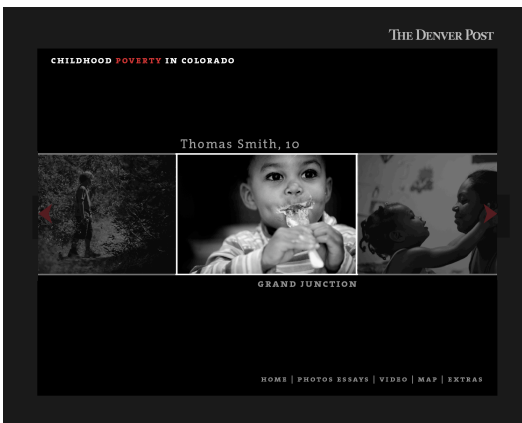 THE DENVER POST
CHILDHOOD POVERTY IN COLORADO
Thomas Smith, 10
GRAND JUNCTION
HOME | PHOTOS ESSAYS | VIDEO | MAP | EXTRAS